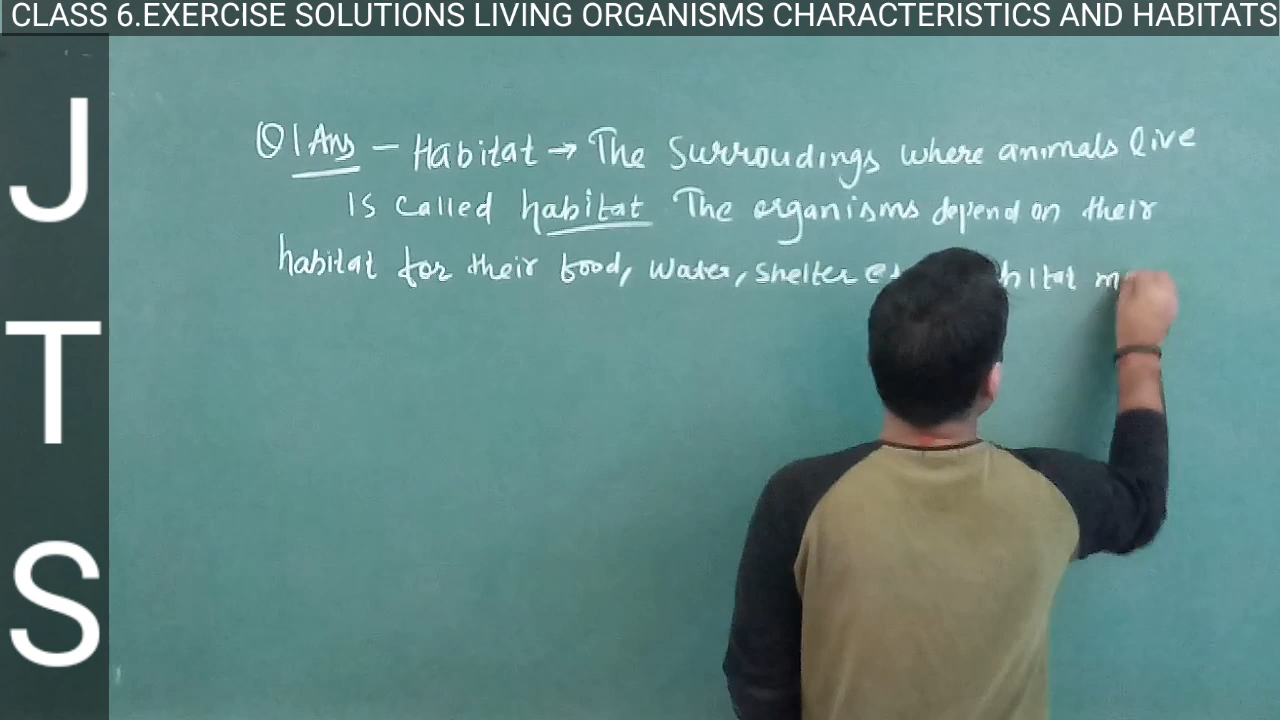 CLASS 6.EXERCISE SOLUTIONS LIVING ORGANISMS CHARACTERISTICS AND HABITATS
J
T
S
Q1 Ans - Habitat → The Surroudings where animals live
Is called habitat The organisms depend on their
habitat for their food, water, shelter